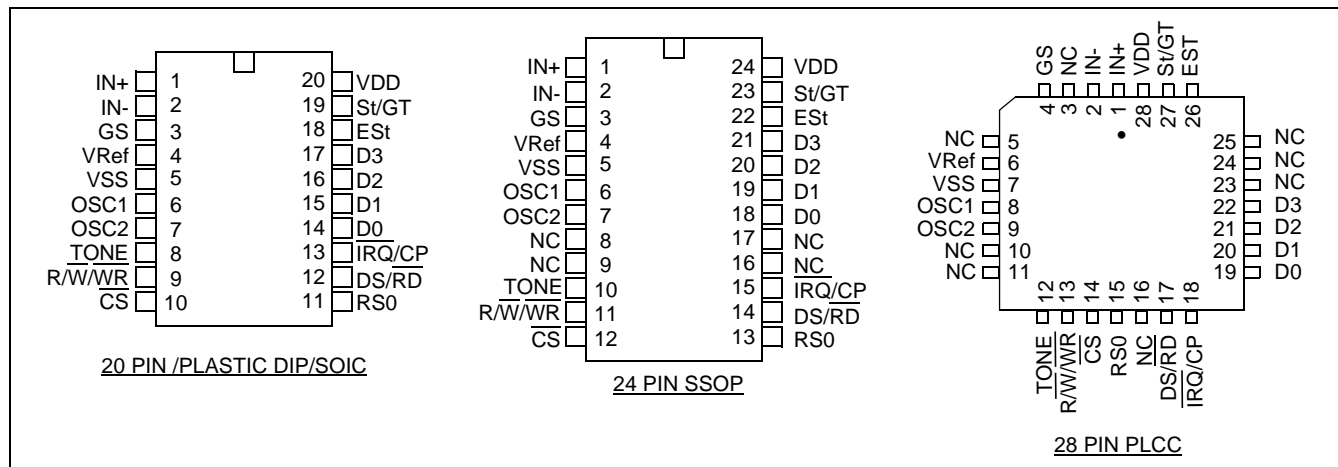 IN+ 1 20 VDD
IN- 2 19 St/GT
GS 3 18 ESt
VRef 4 17 D3
VSS 5 16 D2
OSC1 6 15 D1
OSC2 7 14 D0
TONE 8 13 IRQ/CP
R/W/WR 9 12 DS/RD
CS 10 11 RS0
20 PIN /PLASTIC DIP/SOIC
IN+ 1 24 VDD
IN- 2 23 St/GT
GS 3 22 ESt
VRef 4 21 D3
VSS 5 20 D2
OSC1 6 19 D1
OSC2 7 18 D0
NC 8 17 NC
NC 9 16 NC
TONE 10 15 IRQ/CP
R/W/WR 11 14 DS/RD
CS 12 13 RS0
24 PIN SSOP
GS NC IN- IN+ VDD St/GT EST
4 3 2 1 28 27 26
NC 5 25 NC
VRef 6 24 NC
VSS 7 23 NC
OSC1 8 22 D3
OSC2 9 21 D2
NC 10 20 D1
NC 11 19 D0
12 13 14 15 16 17 18
TONE R/W/WR CS RS0 NC DS/RD IRQ/CP
28 PIN PLCC